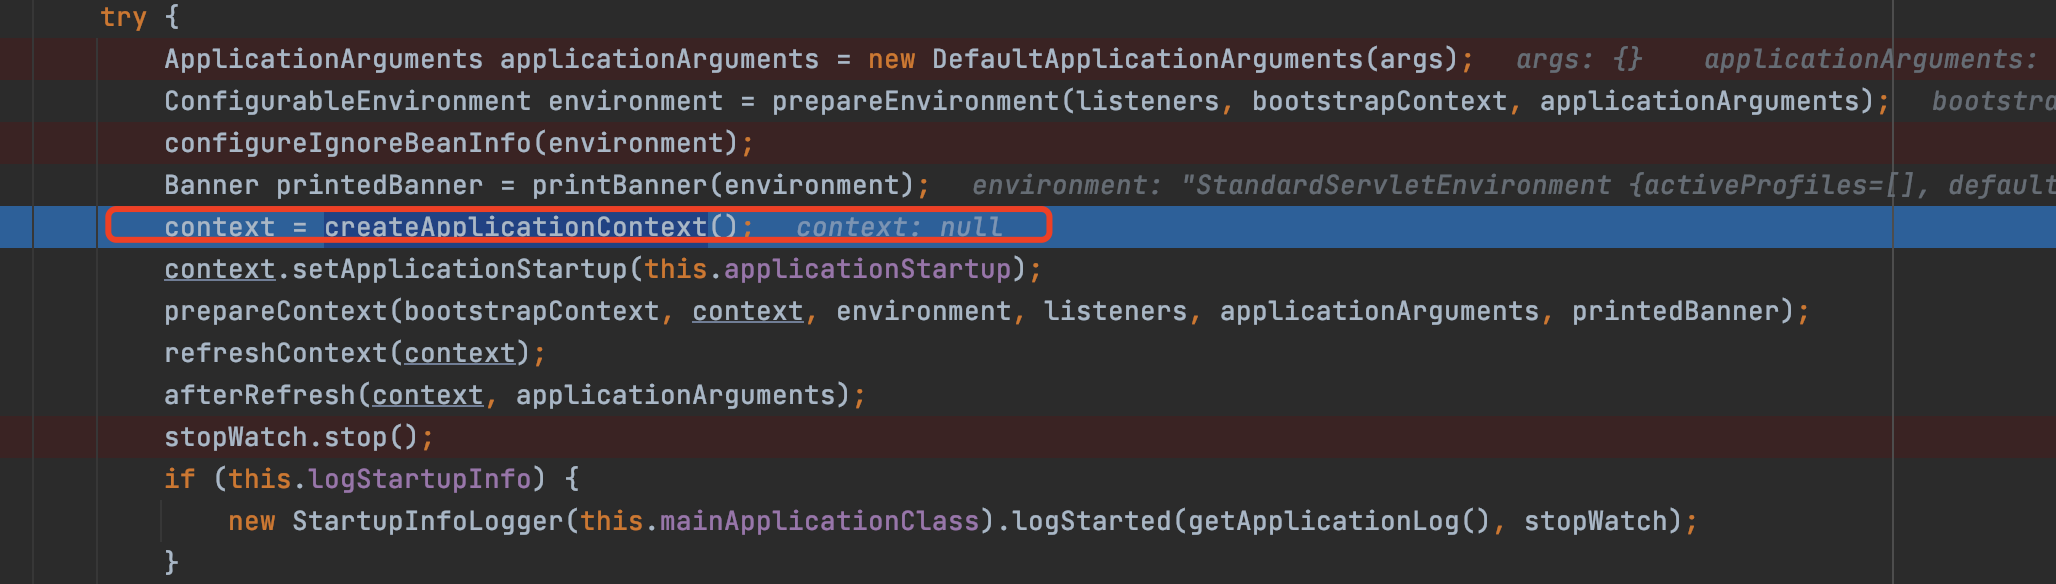 try {
ApplicationArguments applicationArguments = new DefaultApplicationArguments(args); args: {} applicationArguments:
ConfigurableEnvironment environment = prepareEnvironment(listeners, bootstrapContext, applicationArguments); bootstra
configureIgnoreBeanInfo(environment);
Banner printedBanner = printBanner(environment); environment: "StandardServletEnvironment {activeProfiles=[], default
context = createApplicationContext(); context: null
context.setApplicationStartup(this.applicationStartup);
prepareContext(bootstrapContext, context, environment, listeners, applicationArguments, printedBanner);
refreshContext(context);
afterRefresh(context, applicationArguments);
stopWatch.stop();
if (this.logStartupInfo) {
new StartupInfoLogger(this.mainApplicationClass).logStarted(getApplicationLog(), stopWatch);
}